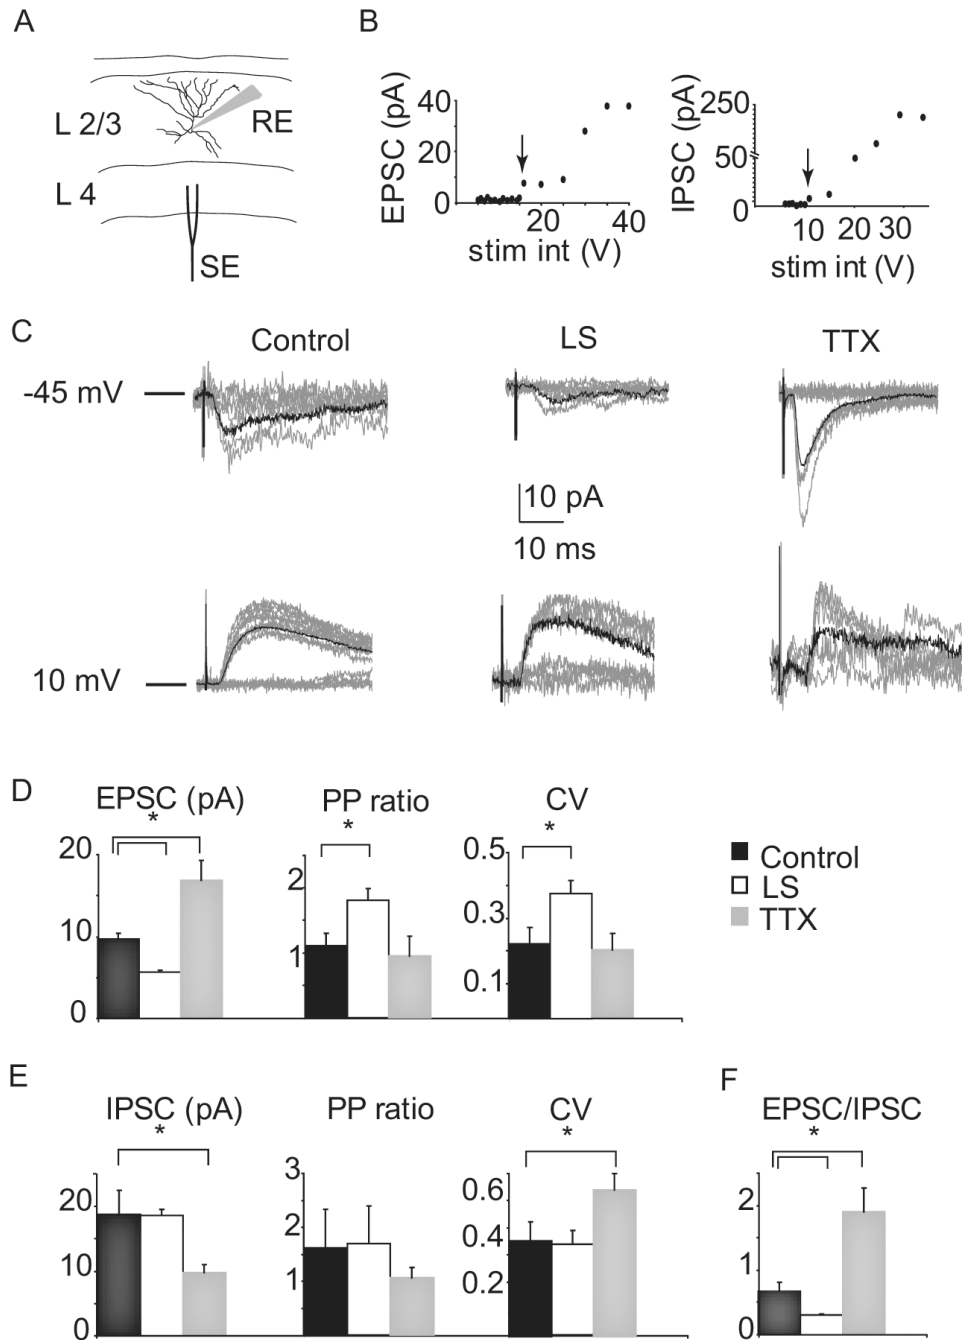 A
L 2/3
RE
L 4
SE
B
EPSC (pA)
40
20
0
20
40
stim int (V)
IPSC (pA)
250
50
0
10 20 30
stim int (V)
C
Control
LS
TTX
-45 mV
10 pA
10 ms
10 mV
D
EPSC (pA)
*
20
10
0
PP ratio
*
2
1
CV
*
0.5
0.3
0.1
Control
LS
TTX
E
IPSC (pA)
*
20
10
0
PP ratio
3
2
1
CV
*
0.6
0.4
0.2
F
EPSC/IPSC
*
2
1
0